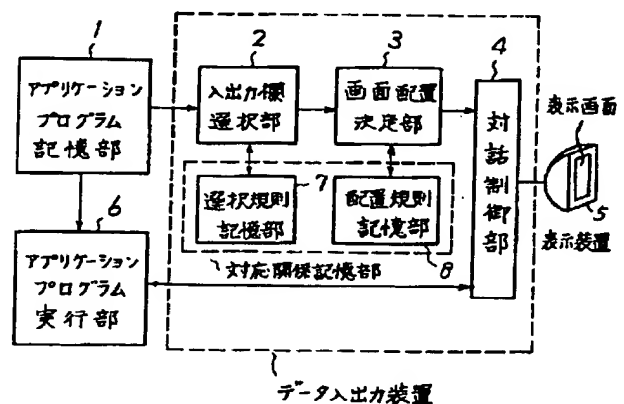 1
アプリケーション
プログラム
記憶部
2
入出力欄
選択部
3
画面配置
決定部
4
対話制御部
表示画面
5
表示装置
7
選択規則
記憶部
配置規則
記憶部
8
対応関係記憶部
6
アプリケーション
プログラム
実行部
データ入出力装置